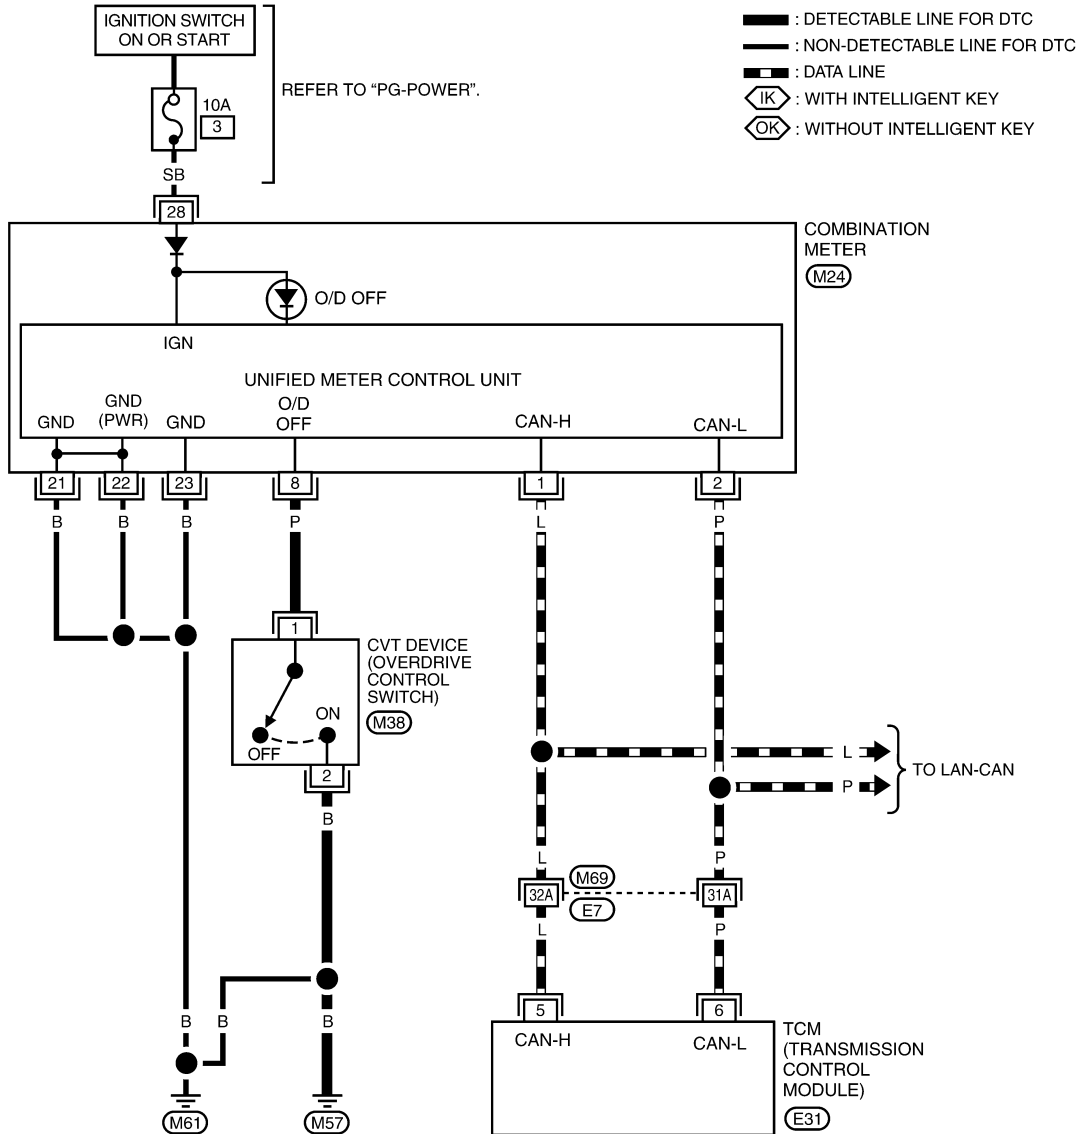 IGNITION SWITCH
ON OR START
10A
3
REFER TO “PG-POWER”.
SB
28
: DETECTABLE LINE FOR DTC
: NON-DETECTABLE LINE FOR DTC
: DATA LINE
IK : WITH INTELLIGENT KEY
OK : WITHOUT INTELLIGENT KEY
COMBINATION
METER
M24
O/D OFF
IGN
UNIFIED METER CONTROL UNIT
GND
GND
(PWR)
GND
O/D
OFF
CAN-H
CAN-L
21 22 23 8 1 2
B B B P L P
1
CVT DEVICE
(OVERDRIVE
CONTROL
SWITCH)
M38
ON
OFF
2
B
L
P
TO LAN-CAN
L P
M69
32A 31A
E7
L P
B B B
5 6
CAN-H CAN-L
TCM
(TRANSMISSION
CONTROL
MODULE)
E31
M61 M57